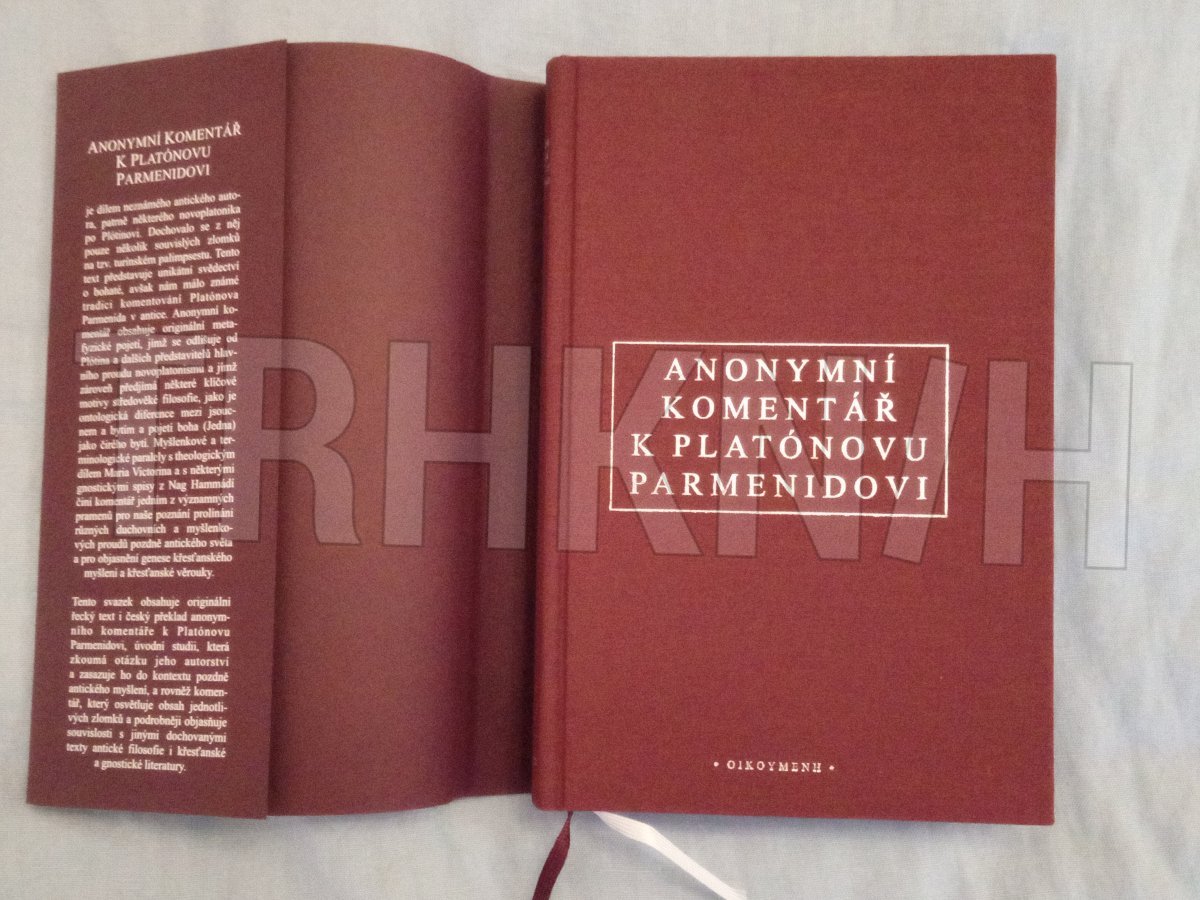 ANONYMNÍ KOMENTÁŘ
K PLATÓNOVU
PARMENIDOVI
je dílem neznámého antického auto-
ra, patrně některého novoplatonika
po Plótinovi. Dochovalo se z něj
pouze několik souvislých zlomků
na tzv. turínském palimpsestu. Tento
text představuje unikátní svědectví
o bohaté, avšak nám málo známé
tradici komentování Platónova
Parmenida v antice. Anonymní ko-
mentář obsahuje originální meta-
fyzické pojetí, jímž se odlišuje od
Plótina a dalších představitelů hlav-
ního proudu novoplatonismu a jímž
zároveň předjímá některé klíčové
motivy středověké filosofie, jako je
ontologická diference mezi jsouc-
nem a bytím a pojetí boha (Jedna)
jako čirého bytí. Myšlenkové a ter-
minologické paralely s theologickým
dílem Maria Victorina a s některými
gnostickými spisy z Nag Hammádí
činí komentář jedním z významných
pramenů pro naše poznání prolínání
různých duchovních a myšlenko-
vých proudů pozdně antického světa
a pro objasnění genese křesťanského
myšlení a křesťanské věrouky.
Tento svazek obsahuje originální
řecký text i český překlad anonym-
ního komentáře k Platónovu
Parmenidovi, úvodní studii, která
zkoumá otázku jeho autorství
a zasazuje ho do kontextu pozdně
antického myšlení, a rovněž komen-
tář, který osvětluje obsah jednotli-
vých zlomků a podrobněji objasňuje
souvislosti s jinými dochovanými
texty antické filosofie i křesťanské
a gnostické literatury.
ANONYMNÍ
KOMENTÁŘ
K PLATÓNOVU
PARMENIDOVI
• OIKOYMENH •
TRHKNIH